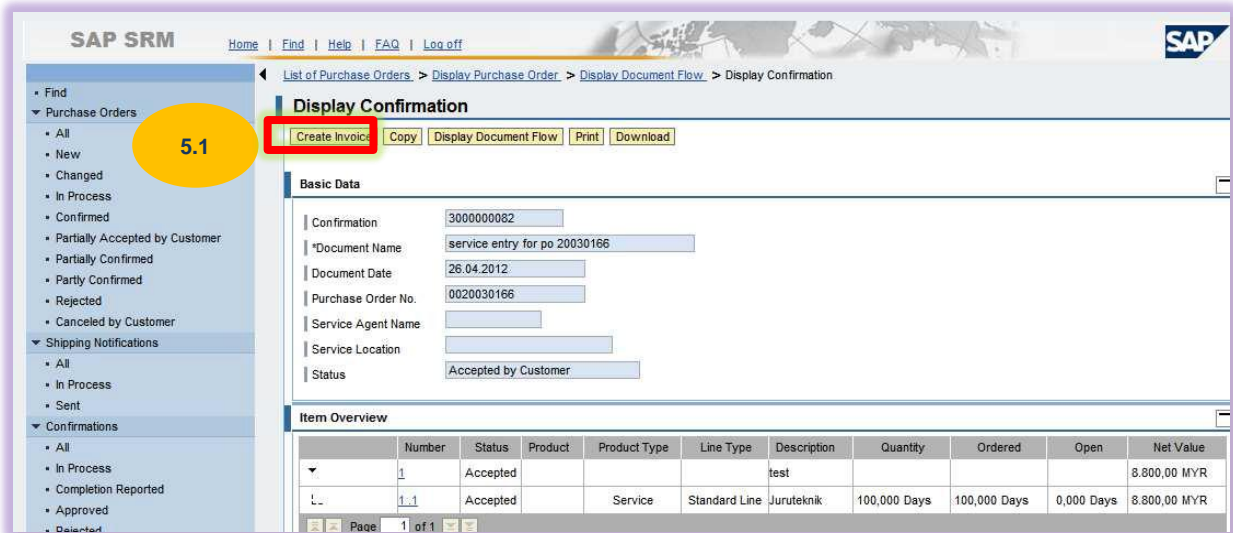 SAP SRM
Home | Find | Help | FAQ | Log off
SAP
List of Purchase Orders > Display Purchase Order > Display Document Flow > Display Confirmation
Find
Purchase Orders
All
New
Changed
In Process
Confirmed
Partially Accepted by Customer
Partially Confirmed
Partly Confirmed
Rejected
Canceled by Customer
Shipping Notifications
All
In Process
Sent
Confirmations
All
In Process
Completion Reported
Approved
Rejected
5.1
Display Confirmation
Create Invoice Copy Display Document Flow Print Download
Basic Data
Confirmation 3000000082
*Document Name service entry for po 20030166
Document Date 26.04.2012
Purchase Order No. 0020030166
Service Agent Name
Service Location
Status Accepted by Customer
Item Overview
Number Status Product Product Type Line Type Description Quantity Ordered Open Net Value
1 Accepted test 8.800,00 MYR
1.1 Accepted Service Standard Line Juruteknik 100,000 Days 100,000 Days 0,000 Days 8.800,00 MYR
Page 1 of 1